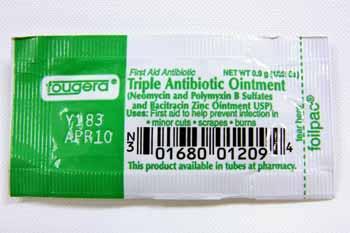 fougera®
Y183
APR10
First Aid Antibiotic
NET WT 0.9 g
Triple Antibiotic Ointment
(Neomycin and Polymyxin B Sulfates
and Bacitracin Zinc Ointment USP)
Uses: First aid to help prevent infection in
• minor cuts • scrapes • burns
N
3
01680 01209
4
This product available in tubes at pharmacy.
tear here
foilpac®